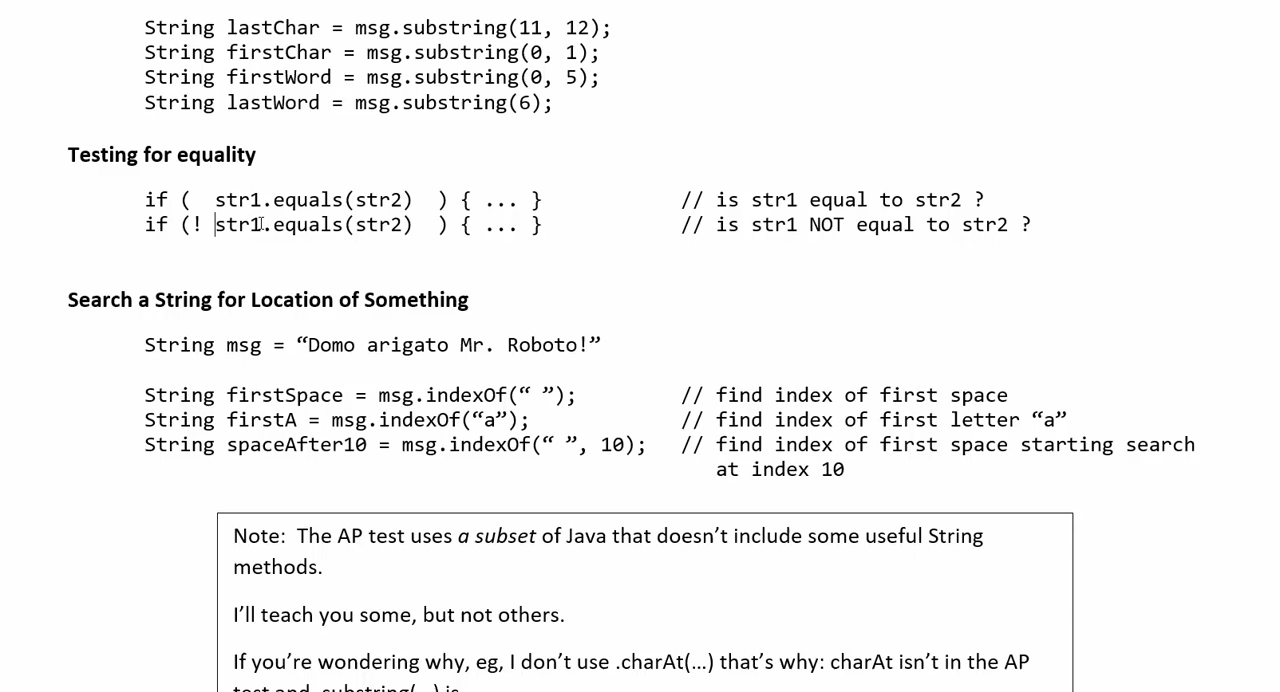 String lastChar = msg.substring(11, 12);
String firstChar = msg.substring(0, 1);
String firstWord = msg.substring(0, 5);
String lastWord = msg.substring(6);
Testing for equality
if (  str1.equals(str2)  ) { ... }  // is str1 equal to str2 ?
if (! str1.equals(str2)  ) { ... }  // is str1 NOT equal to str2 ?
Search a String for Location of Something
String msg = “Domo arigato Mr. Roboto!”
String firstSpace = msg.indexOf(“ ”);  // find index of first space
String firstA = msg.indexOf(“a”);  // find index of first letter “a”
String spaceAfter10 = msg.indexOf(“ ”, 10);  // find index of first space starting search
at index 10
Note:  The AP test uses a subset of Java that doesn’t include some useful String
methods.
I’ll teach you some, but not others.
If you’re wondering why, eg, I don’t use .charAt(…) that’s why: charAt isn’t in the AP
test and .substring(…) is